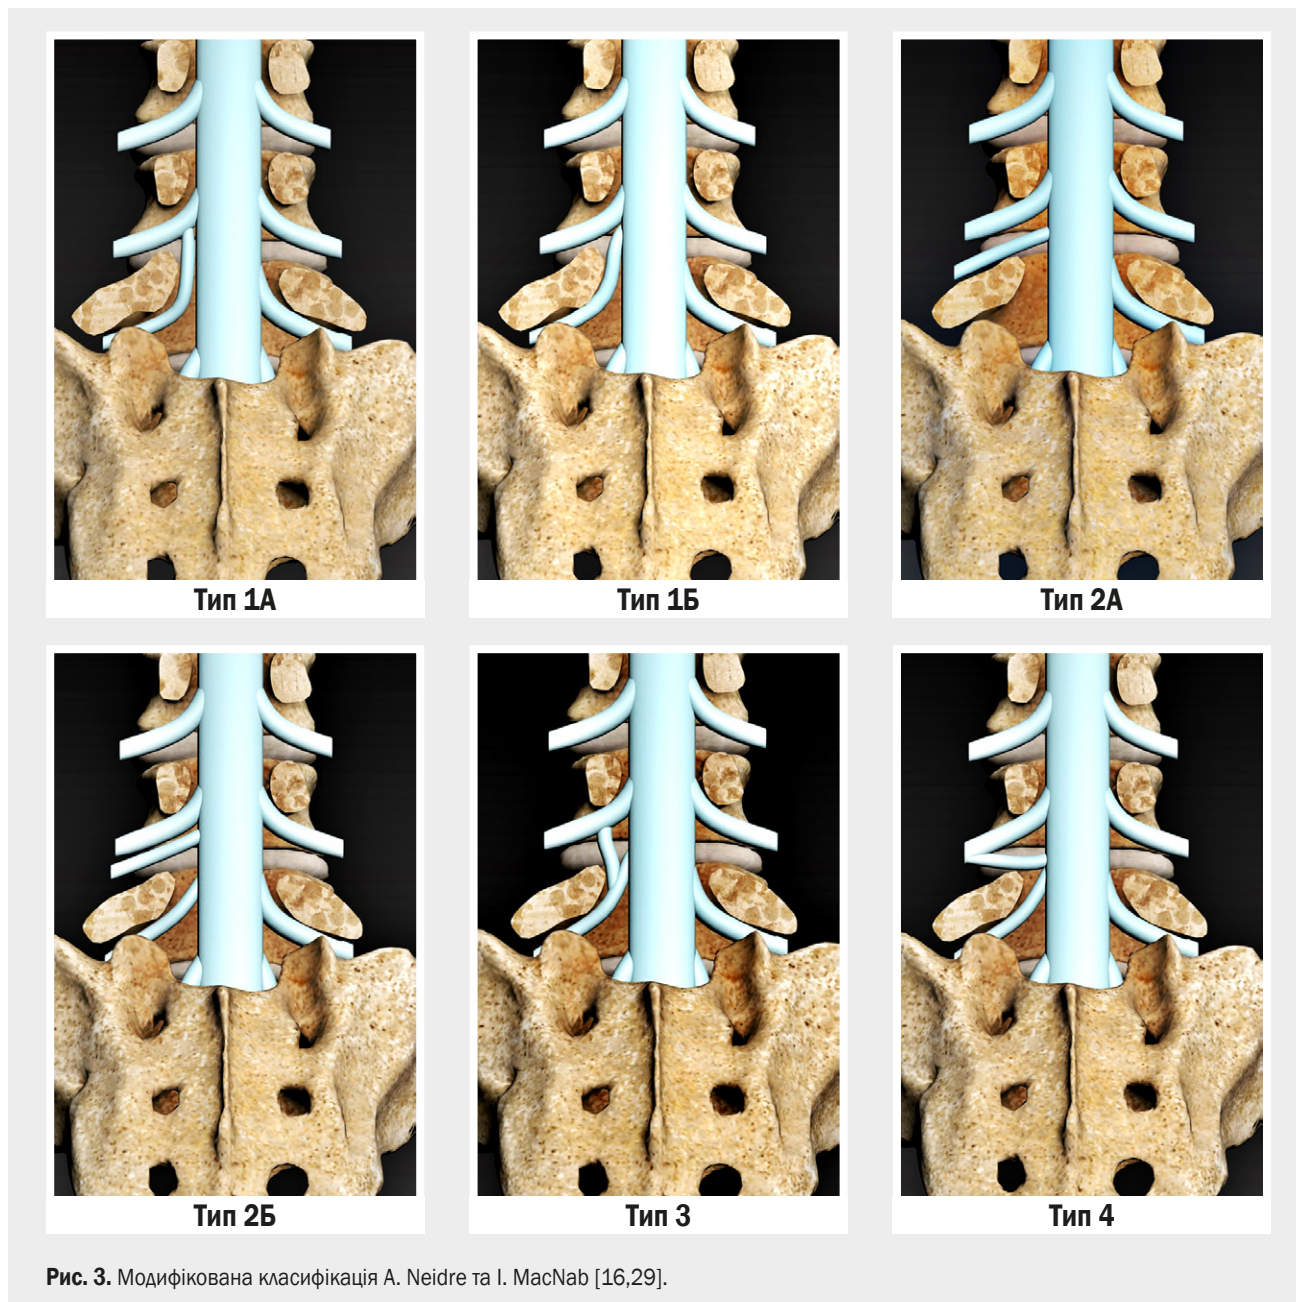 Тип 1А
Тип 1Б
Тип 2А
Тип 2Б
Тип 3
Тип 4
Рис. 3. Модифікована класифікація A. Neidre та I. MacNab [16,29].